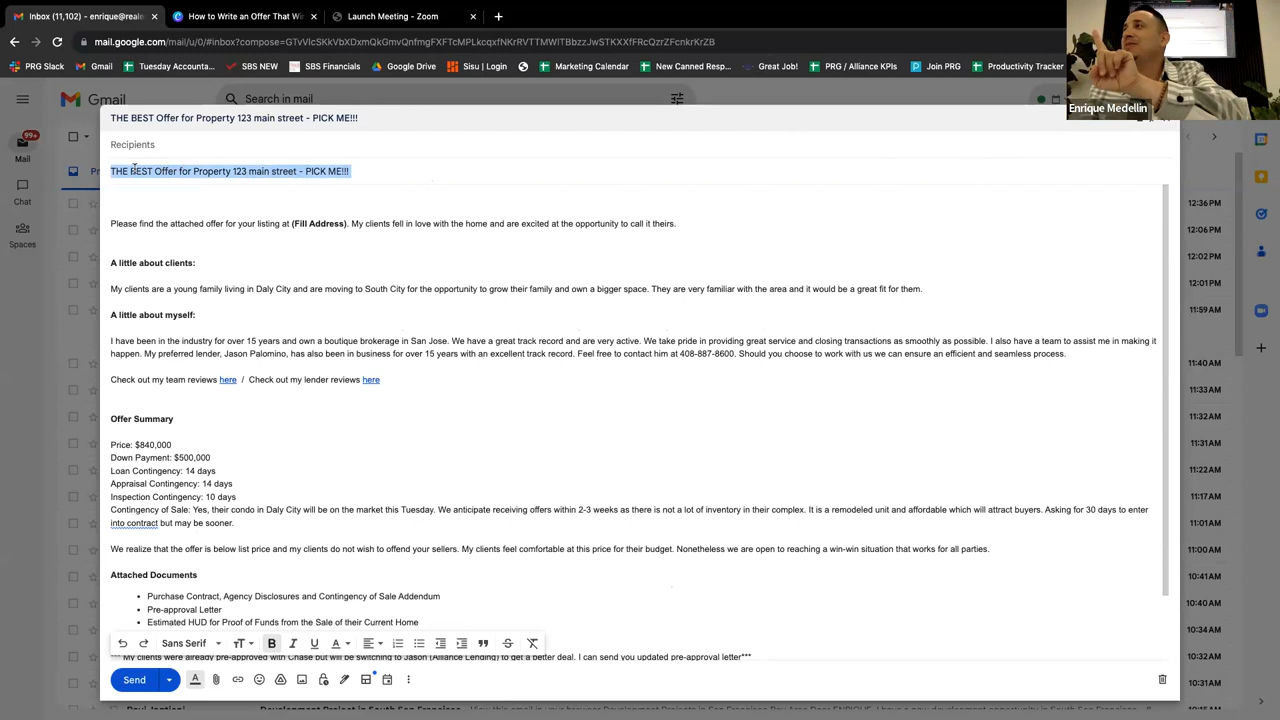 Inbox (11,102) - enrique@reale
How to Write an Offer That Win
Launch Meeting - Zoom
mail.google.com/mail/u/0/#inbox?compose=
PRG Slack
Gmail
Tuesday Accounta...
SBS NEW
SBS Financials
Google Drive
Sisu | Login
Marketing Calendar
New Canned Resp...
Great Job!
PRG / Alliance KPIs
Join PRG
Productivity Tracker
Enrique Medellin
THE BEST Offer for Property 123 main street - PICK ME!!!
Recipients
THE BEST Offer for Property 123 main street - PICK ME!!!
99+
Mail
Chat
Spaces
Please find the attached offer for your listing at (Fill Address). My clients fell in love with the home and are excited at the opportunity to call it theirs.
A little about clients:
My clients are a young family living in Daly City and are moving to South City for the opportunity to grow their family and own a bigger space. They are very familiar with the area and it would be a great fit for them.
A little about myself:
I have been in the industry for over 15 years and own a boutique brokerage in San Jose. We have a great track record and are very active. We take pride in providing great service and closing transactions as smoothly as possible. I also have a team to assist me in making it
happen. My preferred lender, Jason Palomino, has also been in business for over 15 years with an excellent track record. Feel free to contact him at 408-887-8600. Should you choose to work with us we can ensure an efficient and seamless process.
Check out my team reviews here / Check out my lender reviews here
Offer Summary
Price: $840,000
Down Payment: $500,000
Loan Contingency: 14 days
Appraisal Contingency: 14 days
Inspection Contingency: 10 days
Contingency of Sale: Yes, their condo in Daly City will be on the market this Tuesday. We anticipate receiving offers within 2-3 weeks as there is not a lot of inventory in their complex. It is a remodeled unit and affordable which will attract buyers. Asking for 30 days to enter
into contract but may be sooner.
We realize that the offer is below list price and my clients do not wish to offend your sellers. My clients feel comfortable at this price for their budget. Nonetheless we are open to reaching a win-win situation that works for all parties.
Attached Documents
• Purchase Contract, Agency Disclosures and Contingency of Sale Addendum
• Pre-approval Letter
• Estimated HUD for Proof of Funds from the Sale of their Current Home
Sans Serif
My clients were already pre-approved with Chase but will be switching to Jason (Alliance Lending) to get a better deal. I can send you updated pre-approval letter***
Send
12:36 PM
12:06 PM
12:02 PM
12:01 PM
11:59 AM
11:40 AM
11:33 AM
11:32 AM
11:31 AM
11:22 AM
11:17 AM
11:01 AM
11:00 AM
10:41 AM
10:40 AM
10:34 AM
10:32 AM
10:31 AM